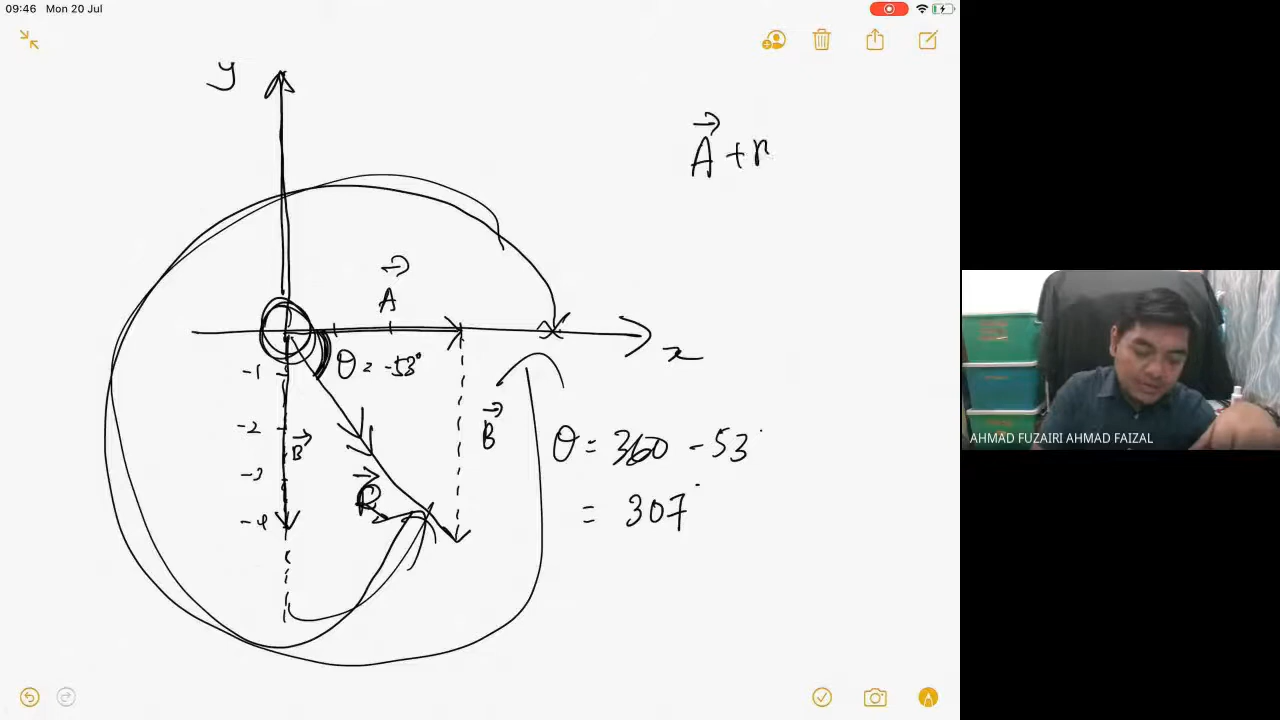 09:46 Mon 20 Jul
y
A
+
A
x
θ = -53°
-1
-2
B
B
-3
R
-4
θ = 360 - 53°
= 307°
AHMAD FUZAIRI AHMAD FAIZAL